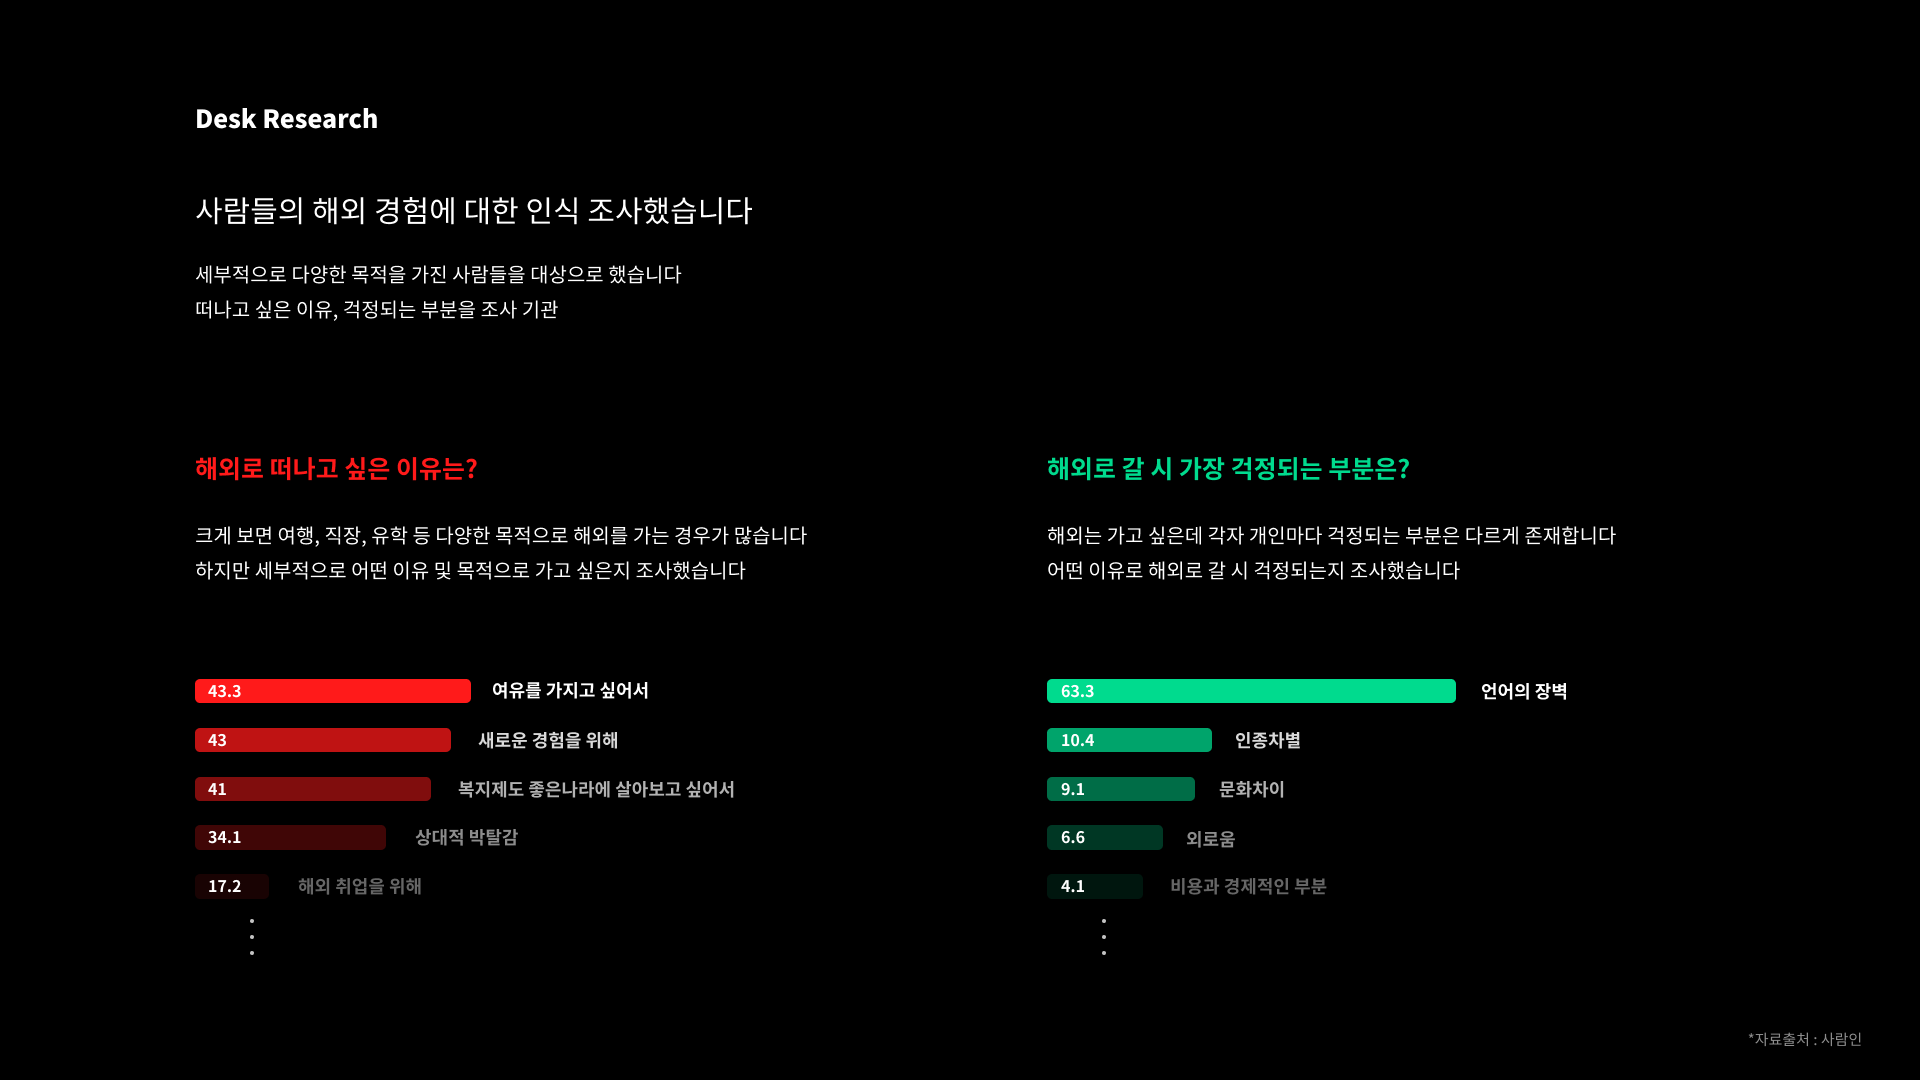 Desk Research
사람들의 해외 경험에 대한 인식 조사했습니다
세부적으로 다양한 목적을 가진 사람들을 대상으로 했습니다
떠나고 싶은 이유, 걱정되는 부분을 조사 기관
해외로 떠나고 싶은 이유는?
크게 보면 여행, 직장, 유학 등 다양한 목적으로 해외를 가는 경우가 많습니다
하지만 세부적으로 어떤 이유 및 목적으로 가고 싶은지 조사했습니다
43.3 여유를 가지고 싶어서
43 새로운 경험을 위해
41 복지제도 좋은나라에 살아보고 싶어서
34.1 상대적 박탈감
17.2 해외 취업을 위해
해외로 갈 시 가장 걱정되는 부분은?
해외는 가고 싶은데 각자 개인마다 걱정되는 부분은 다르게 존재합니다
어떤 이유로 해외로 갈 시 걱정되는지 조사했습니다
63.3 언어의 장벽
10.4 인종차별
9.1 문화차이
6.6 외로움
4.1 비용과 경제적인 부분
*자료출처 : 사람인